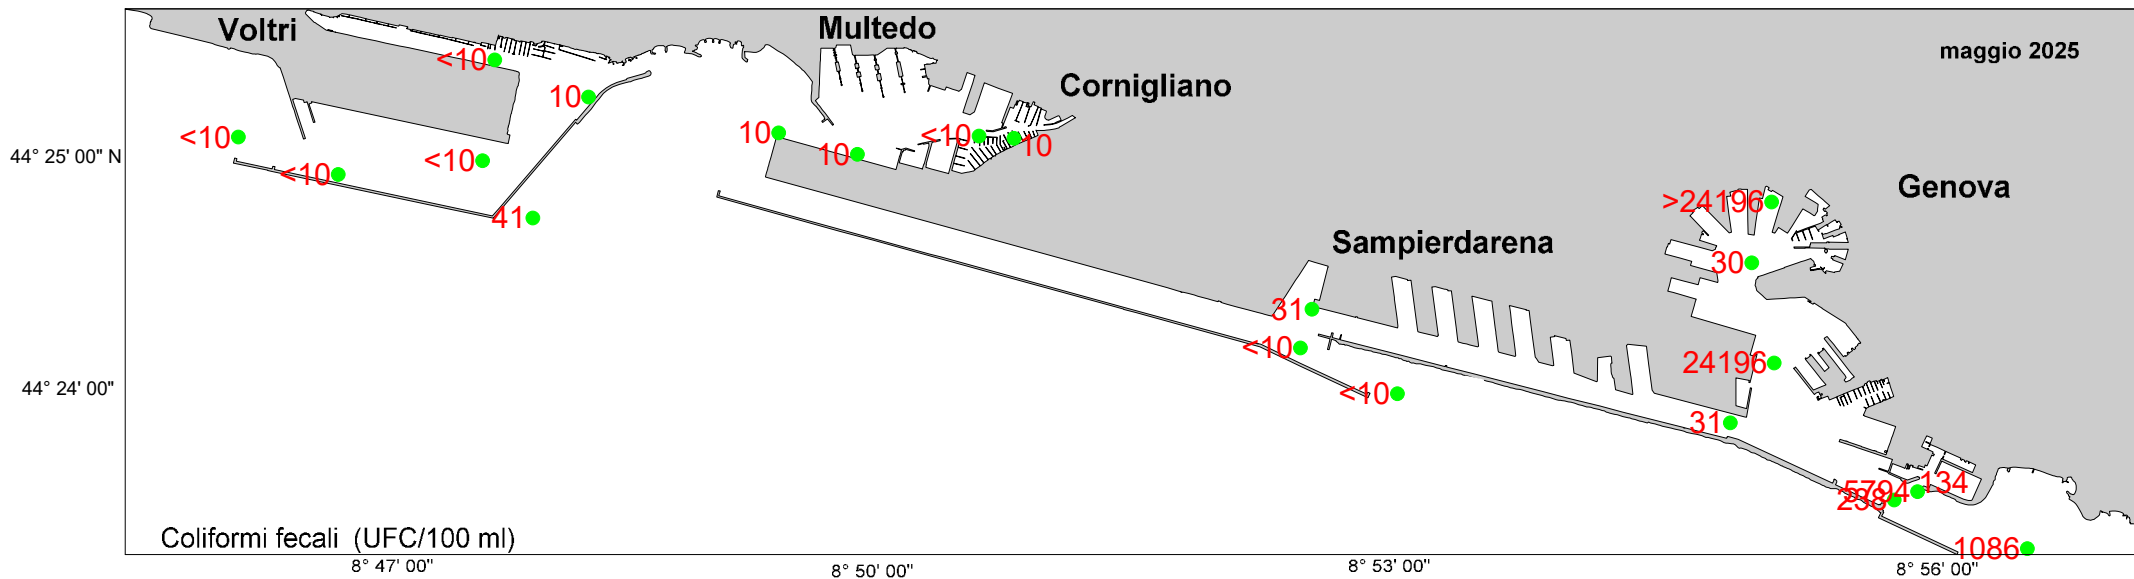 Voltri
Multedo
maggio 2025
<10
Cornigliano
10
<10
10
<10
10
44° 25' 00" N
<10
10
<10
41
>24196
Genova
Sampierdarena
30
31
<10
24196
44° 24' 00"
<10
31
134
5794
238
Coliformi fecali (UFC/100 ml)
1086
8° 47' 00"
8° 50' 00"
8° 53' 00"
8° 56' 00"